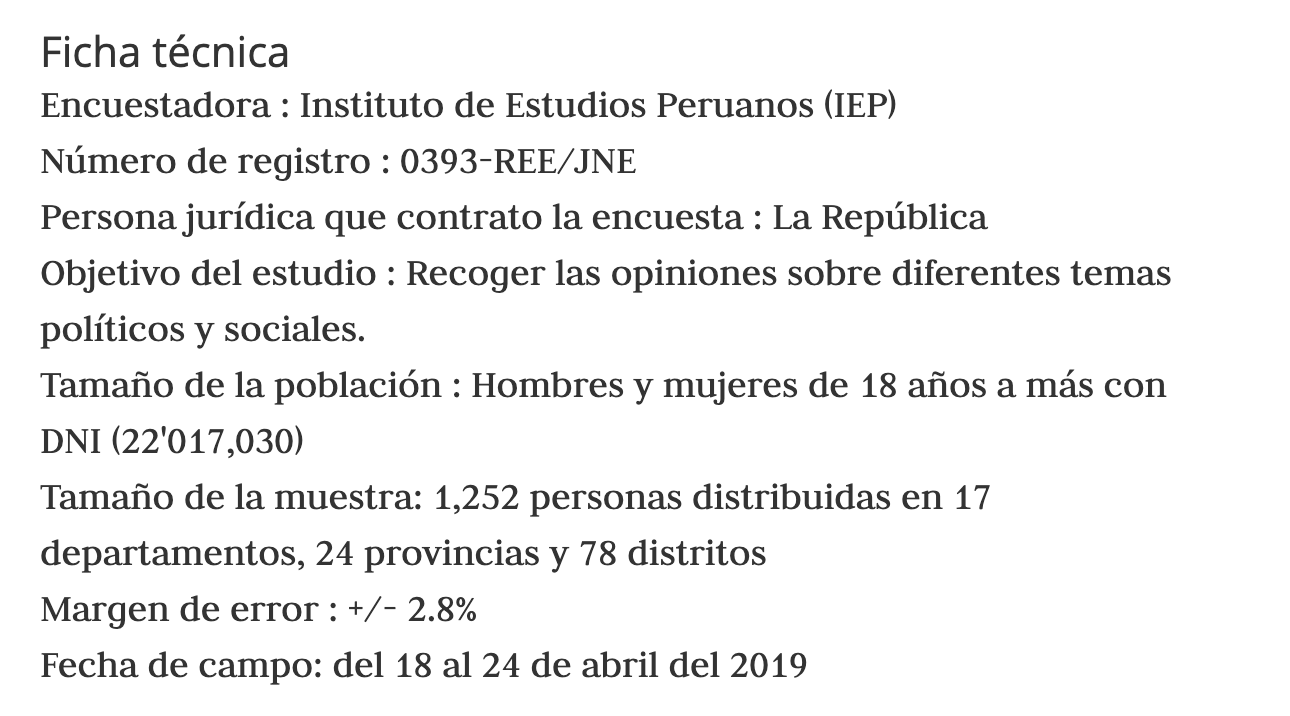 Ficha técnica
Encuestadora : Instituto de Estudios Peruanos (IEP)
Número de registro : 0393-REE/JNE
Persona jurídica que contrato la encuesta : La República
Objetivo del estudio : Recoger las opiniones sobre diferentes temas
políticos y sociales.
Tamaño de la población : Hombres y mujeres de 18 años a más con
DNI (22'017,030)
Tamaño de la muestra: 1,252 personas distribuidas en 17
departamentos, 24 provincias y 78 distritos
Margen de error : +/- 2.8%
Fecha de campo: del 18 al 24 de abril del 2019